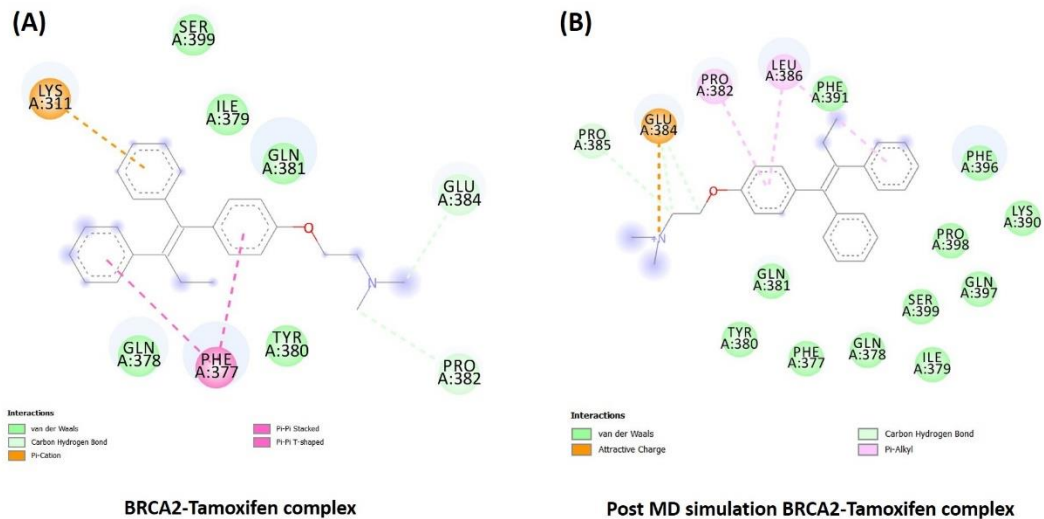 (A)
SER
A:399
LYS
A:311
ILE
A:379
GLN
A:381
GLU
A:384
O
N
GLN
A:378
PHE
A:377
TYR
A:380
PRO
A:382
Interactions
van der Waals
Carbon Hydrogen Bond
Pi-Cation
Pi-Pi Stacked
Pi-Pi T-shaped
BRCA2-Tamoxifen complex
(B)
LEU
A:386
PRO
A:382
PHE
A:391
GLU
A:384
PRO
A:385
PHE
A:396
O
LYS
A:390
N
PRO
A:398
GLN
A:381
GLN
A:397
SER
A:399
TYR
A:380
PHE
A:377
GLN
A:378
ILE
A:379
Interactions
van der Waals
Attractive Charge
Carbon Hydrogen Bond
Pi-Alkyl
Post MD simulation BRCA2-Tamoxifen complex